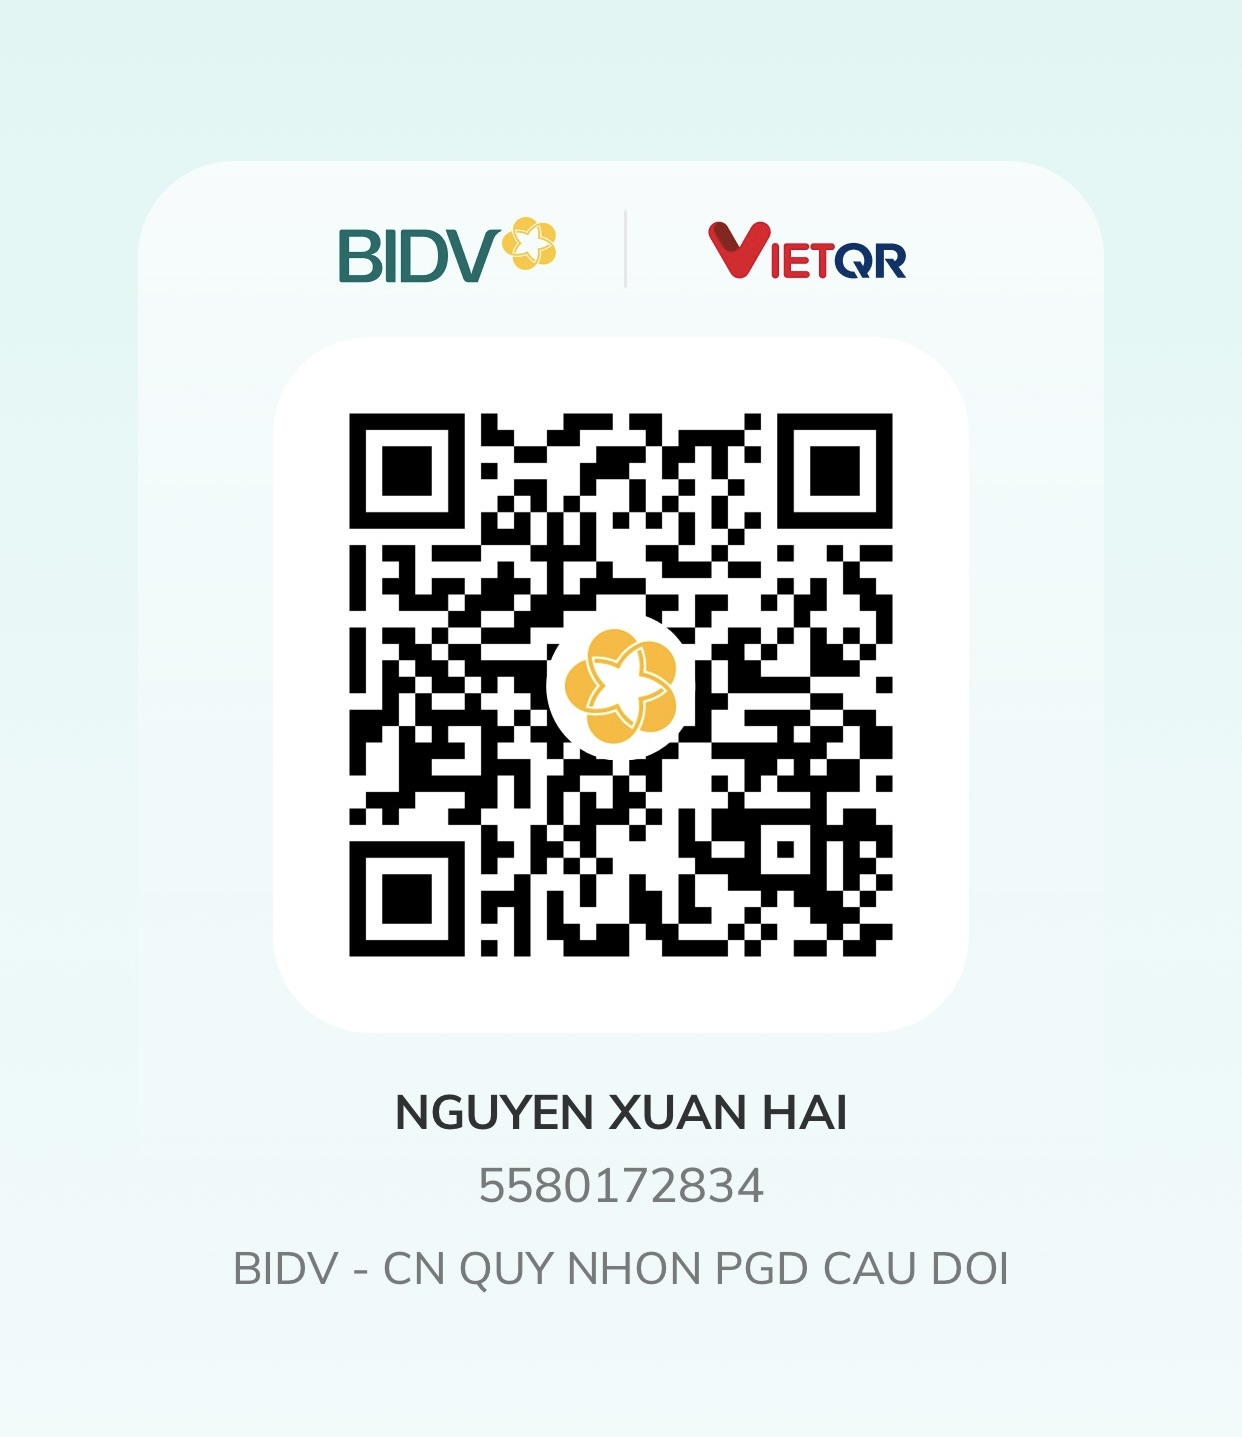 BIDV
VIETQR
NGUYEN XUAN HAI
5580172834
BIDV - CN QUY NHON PGD CAU DOI